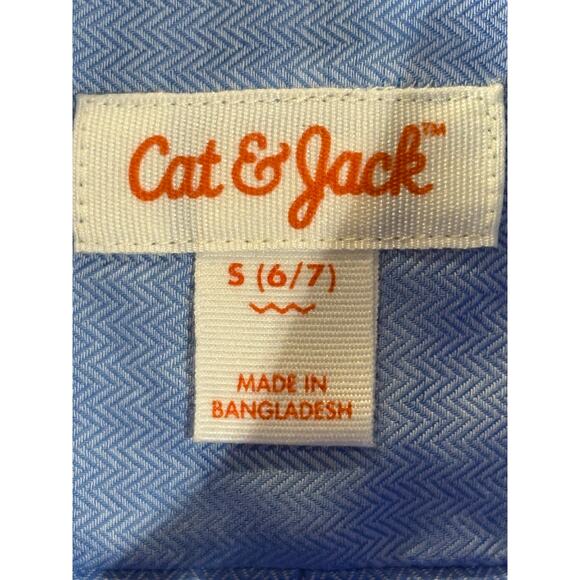 Cat & Jack™
S (6/7)
MADE IN
BANGLADESH